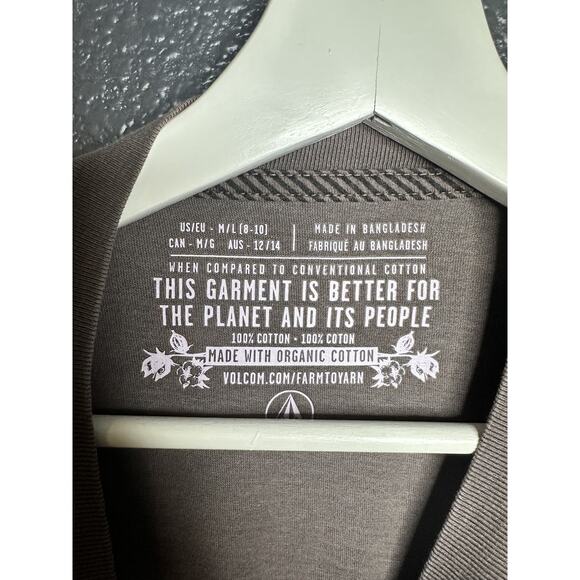 US/EU - M/L (8-10) | MADE IN BANGLADESH
CAN - M/G AUS - 12/14 | FABRIQUÉ AU BANGLADESH
WHEN COMPARED TO CONVENTIONAL COTTON
THIS GARMENT IS BETTER FOR
THE PLANET AND ITS PEOPLE
100% COTTON • 100% COTON
MADE WITH ORGANIC COTTON
VOLCOM.COM/FARMTOYARN